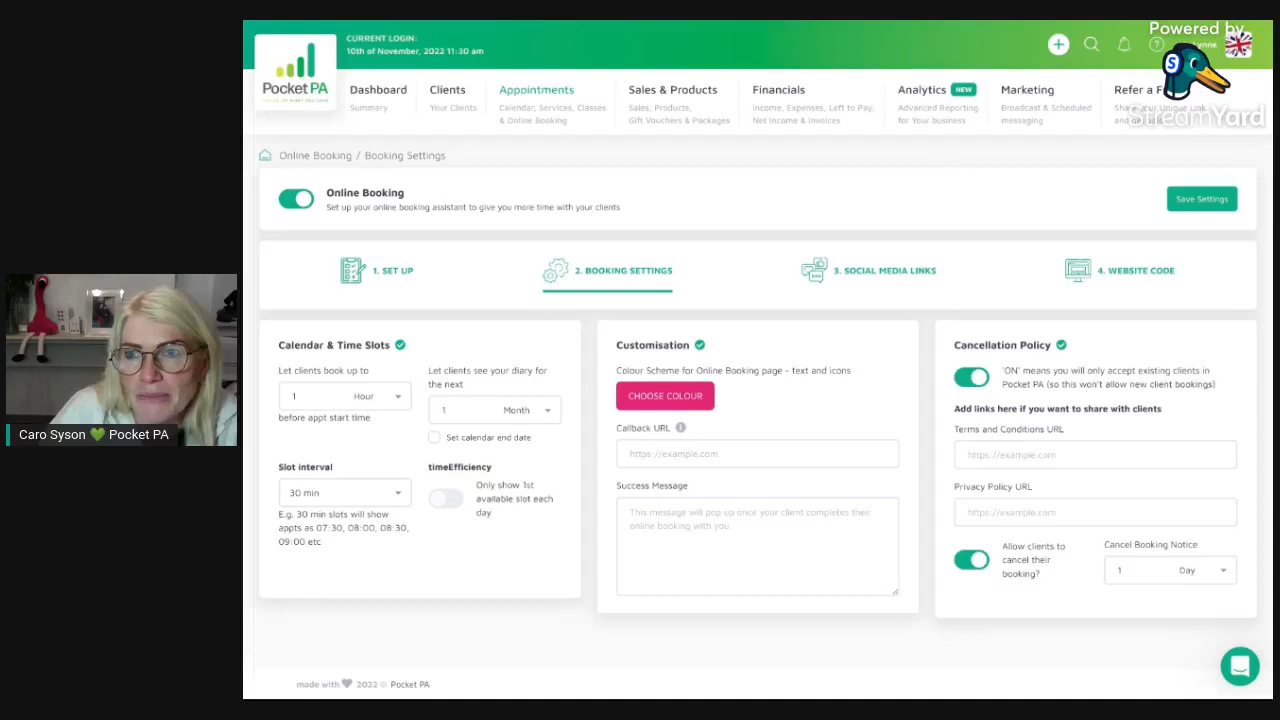 Powered by
StreamYard
CURRENT LOGIN:
10th of November, 2022 11:30 am
PocketPA
Dashboard
Summary
Clients
Your Clients
Appointments
Calendar, Services, Classes
& Online Booking
Sales & Products
Sales, Products,
Gift Vouchers & Packages
Financials
Income, Expenses, Left to Pay,
Net Income & Invoices
Analytics NEW
Advanced Reporting
for Your business
Marketing
Broadcast & Scheduled
messaging
Refer a F
Share Your Unique Link
Online Booking / Booking Settings
Online Booking
Set up your online booking assistant to give you more time with your clients
Save Settings
1. SET UP
2. BOOKING SETTINGS
3. SOCIAL MEDIA LINKS
4. WEBSITE CODE
Calendar & Time Slots
Let clients book up to
1 Hour
before appt start time
Let clients see your diary for
the next
1 Month
Set calendar end date
Slot interval
30 min
E.g. 30 min slots will show
appts as 07:30, 08:00, 08:30,
09:00 etc
timeEfficiency
Only show 1st
available slot each
day
Customisation
Colour Scheme for Online Booking page - text and icons
CHOOSE COLOUR
Callback URL
https://example.com
Success Message
This message will pop up once your client completes their
online booking with you
Cancellation Policy
'ON' means you will only accept existing clients in
Pocket PA (so this won't allow new client bookings)
Add links here if you want to share with clients
Terms and Conditions URL
https://example.com
Privacy Policy URL
https://example.com
Allow clients to
cancel their
booking?
Cancel Booking Notice
1 Day
Caro Syson 💚 Pocket PA
made with ♥ 2022 © Pocket PA